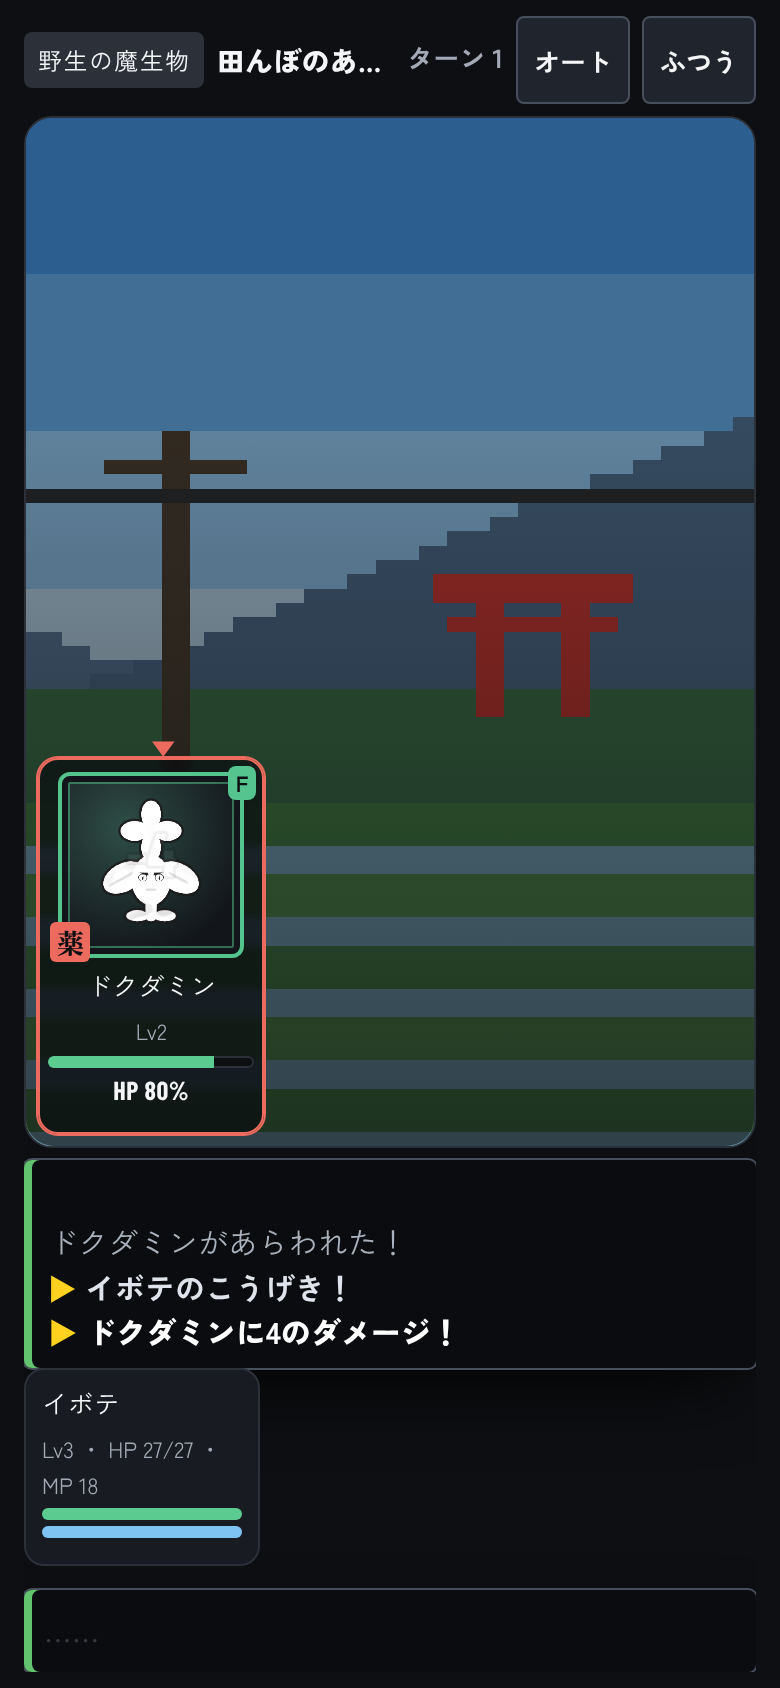 野生の魔生物 田んぼのあ... ターン 1 オート ふつう
F
薬
ドクダミン
Lv2
HP 80%
ドクダミンがあらわれた！
▶ イボテのこうげき！
▶ ドクダミンに4のダメージ！
イボテ
Lv3 ・ HP 27/27 ・
MP 18
……